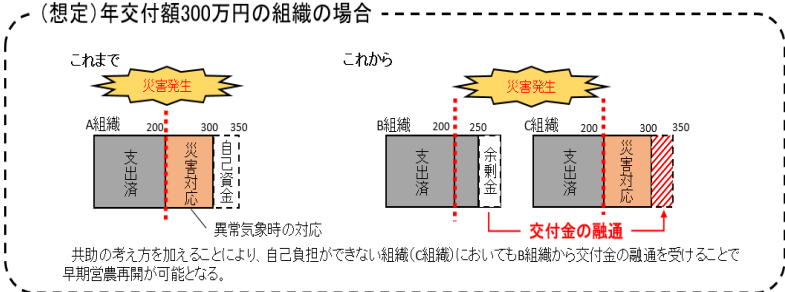 (想定)年交付額300万円の組織の場合
これまで
これから
災害発生
災害発生
A組織
200
300
350
支出済
災害対応
自己資金
異常気象時の対応
B組織
200
250
支出済
余剰金
C組織
200
300
350
支出済
災害対応
交付金の融通
共助の考え方を加えることにより、自己負担ができない組織(C組織)においてもB組織から交付金の融通を受けることで
早期営農再開が可能となる。